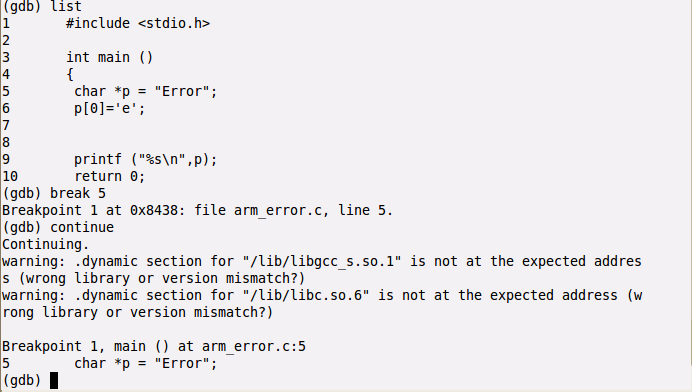 (gdb) list
1       #include <stdio.h>
2
3       int main ()
4       {
5        char *p = "Error";
6        p[0]='e';
7
8
9        printf ("%s\n",p);
10       return 0;
(gdb) break 5
Breakpoint 1 at 0x8438: file arm_error.c, line 5.
(gdb) continue
Continuing.
warning: .dynamic section for "/lib/libgcc_s.so.1" is not at the expected addres
s (wrong library or version mismatch?)
warning: .dynamic section for "/lib/libc.so.6" is not at the expected address (w
rong library or version mismatch?)

Breakpoint 1, main () at arm_error.c:5
5        char *p = "Error";
(gdb)